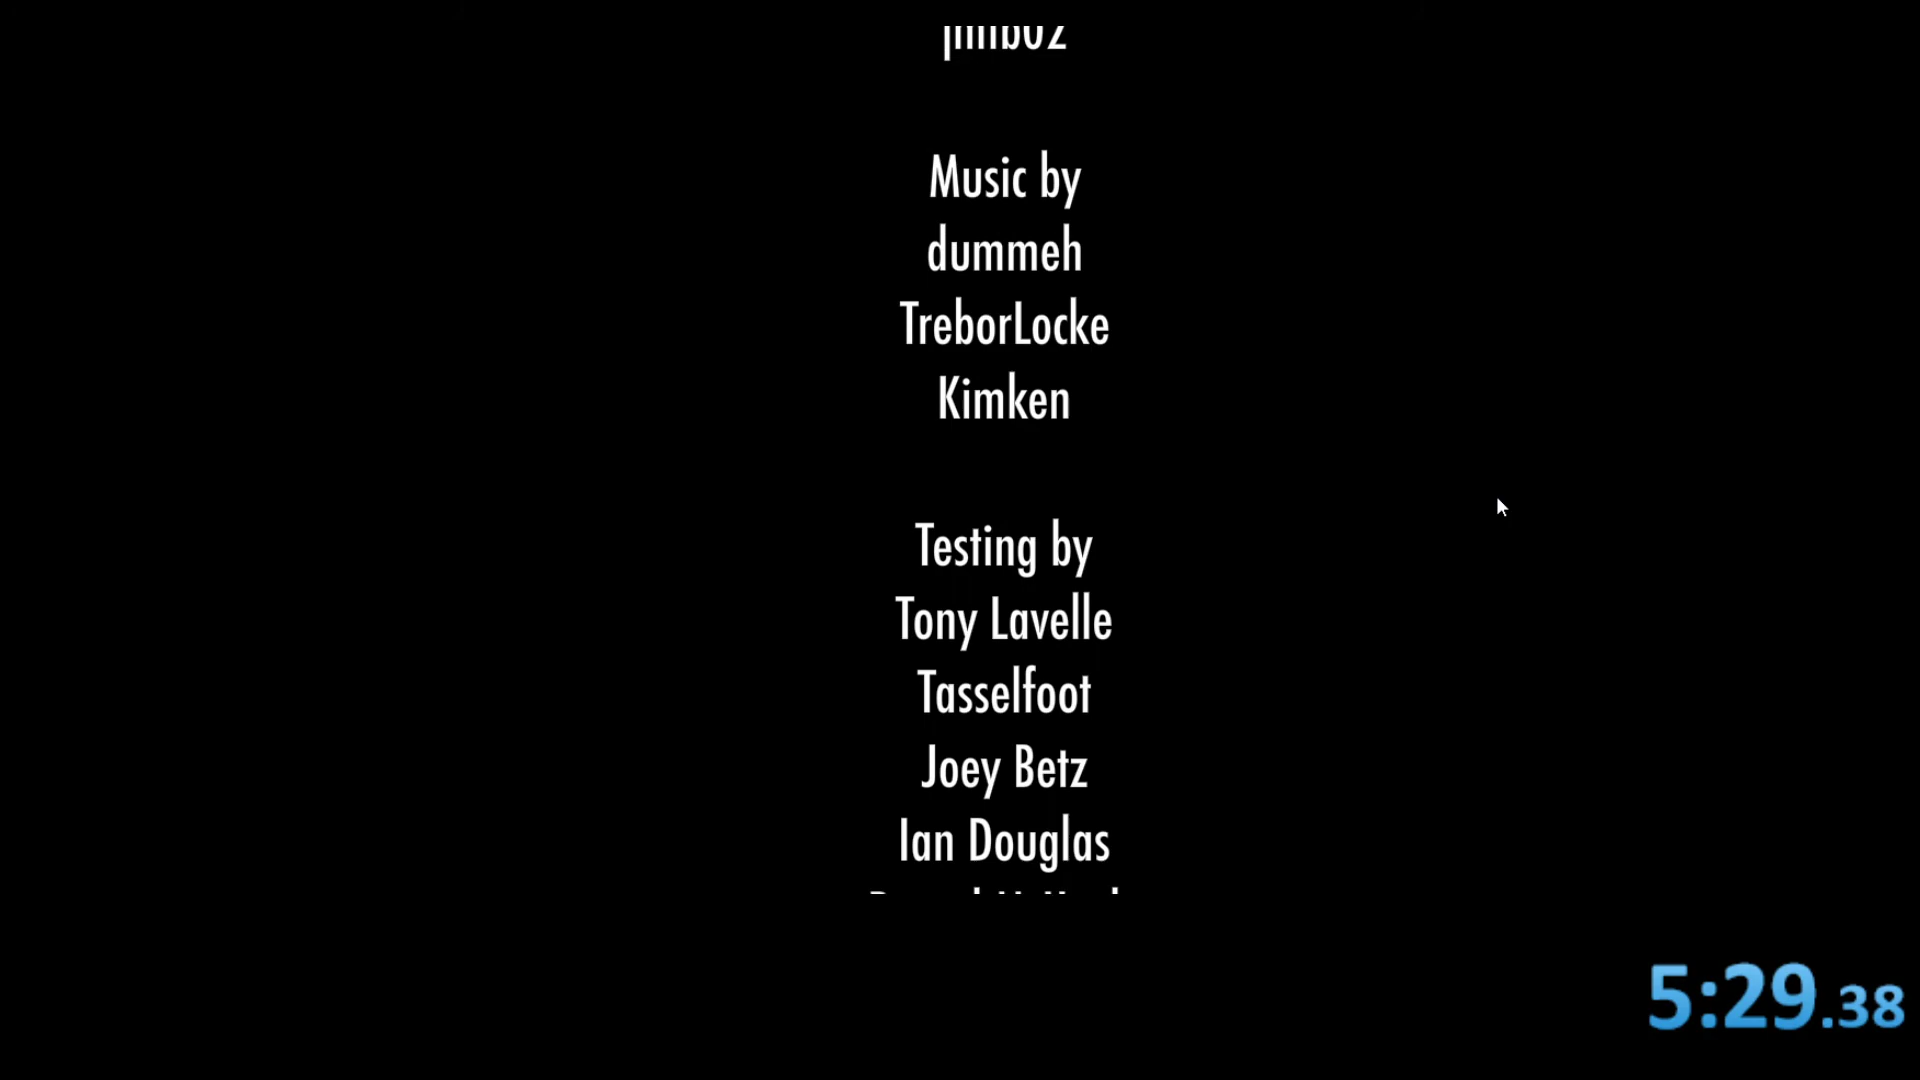 Music by
dummeh
TreborLocke
Kimken
Testing by
Tony Lavelle
Tasselfoot
Joey Betz
Ian Douglas
5:29.38